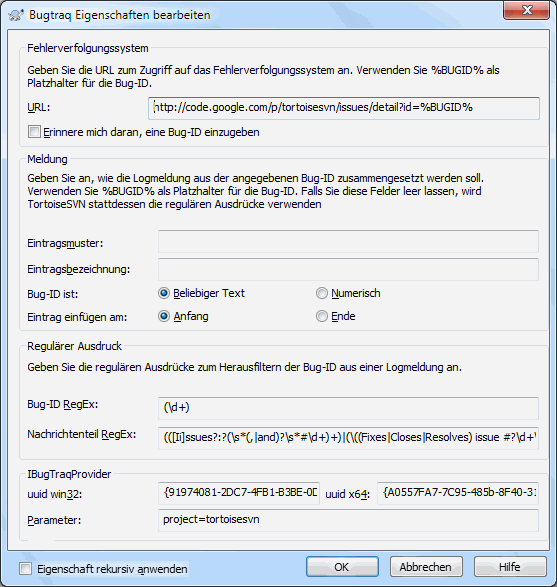 Bugtraq Eigenschaften bearbeiten
Fehlerverfolgungssystem
Geben Sie die URL zum Zugriff auf das Fehlerverfolgungssystem an. Verwenden Sie %BUGID% als
Platzhalter für die Bug-ID.
URL: http://code.google.com/p/tortoisesvn/issues/detail?id=%BUGID%
Erinnere mich daran, eine Bug-ID einzugeben
Meldung
Geben Sie an, wie die Logmeldung aus der angegebenen Bug-ID zusammengesetzt werden soll.
Verwenden Sie %BUGID% als Platzhalter für die Bug-ID. Falls Sie diese Felder leer lassen, wird
TortoiseSVN stattdessen die regulären Ausdrücke verwenden
Eintragsmuster:
Eintragsbezeichnung:
Bug-ID ist: Beliebiger Text Numerisch
Eintrag einfügen am: Anfang Ende
Regulärer Ausdruck
Geben Sie die regulären Ausdrücke zum Herausfiltern der Bug-ID aus einer Logmeldung an.
Bug-ID RegEx: (\d+)
Nachrichtenteil RegEx: (([Ii]ssues?:?(\s*(,|and)?\s*#\d+)+)|(\((Fixes|Closes|Resolves) issue #?\d+\
IBugTraqProvider
uuid win32: {91974081-2DC7-4FB1-B3BE-0D uuid x64: {A0557FA7-7C95-485b-8F40-31
Parameter: project=tortoisesvn
Eigenschaft rekursiv anwenden OK Abbrechen Hilfe